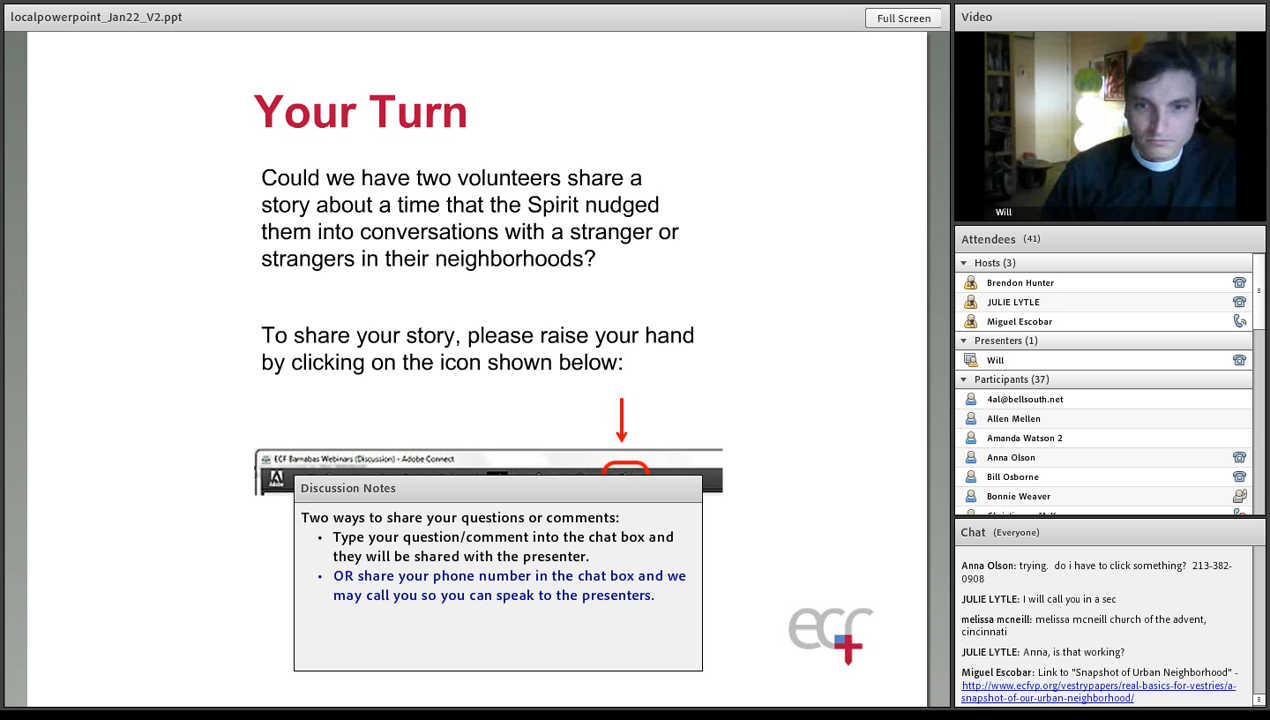 localpowerpoint_Jan22_V2.ppt
Full Screen
Your Turn
Could we have two volunteers share a
story about a time that the Spirit nudged
them into conversations with a stranger or
strangers in their neighborhoods?
To share your story, please raise your hand
by clicking on the icon shown below:
ECF Barnabas Webinars (Discussion) - Adobe Connect
Discussion Notes
Two ways to share your questions or comments:
• Type your question/comment into the chat box and
they will be shared with the presenter.
• OR share your phone number in the chat box and we
may call you so you can speak to the presenters.
ecf
Video
Will
Attendees (41)
Hosts (3)
Brendon Hunter
JULIE LYTLE
Miguel Escobar
Presenters (1)
Will
Participants (37)
4al@bellsouth.net
Allen Mellen
Amanda Watson 2
Anna Olson
Bill Osborne
Bonnie Weaver
Chat (Everyone)
Anna Olson: trying. do i have to click something? 213-382-
0908
JULIE LYTLE: I will call you in a sec
melissa mcneill: melissa mcneill church of the advent,
cincinnati
JULIE LYTLE: Anna, is that working?
Miguel Escobar: Link to "Snapshot of Urban Neighborhood" -
http://www.ecfvp.org/vestrypapers/real-basics-for-vestries/a-
snapshot-of-our-urban-neighborhood/